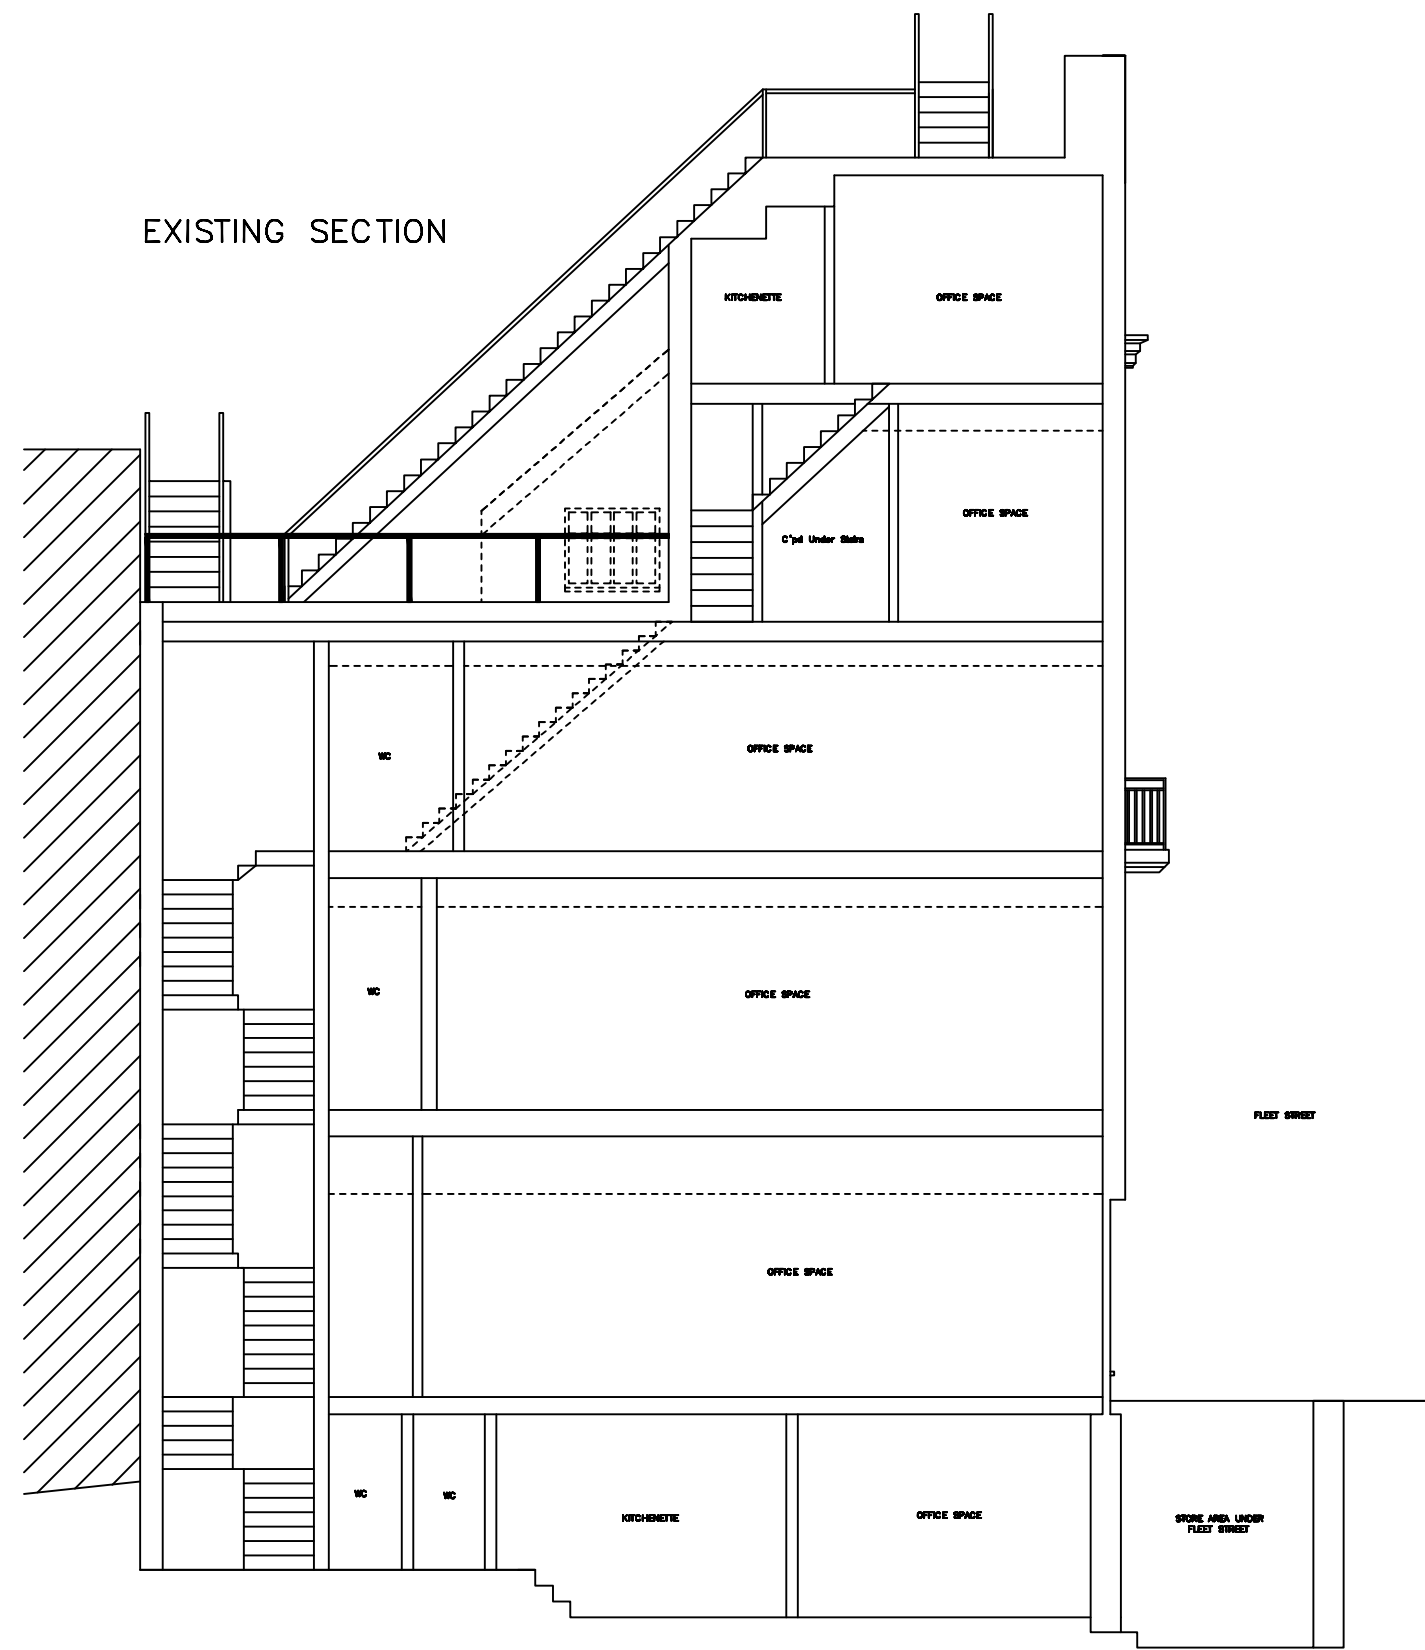 EXISTING SECTION
KITCHENETTE
OFFICE SPACE
OFFICE SPACE
C'pd Under Stairs
WC
OFFICE SPACE
WC
OFFICE SPACE
FLEET STREET
OFFICE SPACE
WC
WC
KITCHENETTE
OFFICE SPACE
STORE AREA UNDER
FLEET STREET